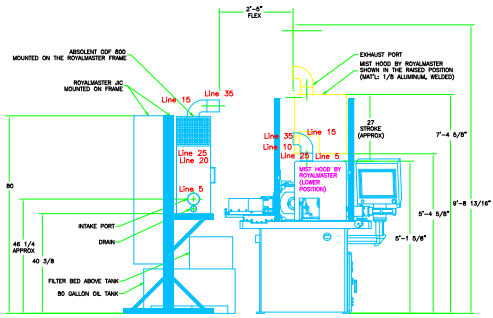 2'-6"
FLEX
ABSOLENT ODF 800
MOUNTED ON THE ROYALMASTER FRAME
ROYALMASTER JIC
MOUNTED ON FRAME
Line 15
Line 35
EXHAUST PORT
MIST HOOD BY ROYALMASTER
SHOWN IN THE RAISED POSITION
(MAT'L: 1/8 ALUMINUM, WELDED)
27
STROKE
(APPROX)
7'-4 5/8"
Line 35
Line 15
Line 10
Line 25
Line 5
Line 25
Line 20
MIST HOOD BY
ROYALMASTER
(LOWER
POSITION)
80
Line 5
INTAKE PORT
DRAIN
9'-8 13/16"
5'-4 5/8"
5'-1 5/8"
46 1/4
APPROX
40 3/8
FILTER BED ABOVE TANK
80 GALLON OIL TANK